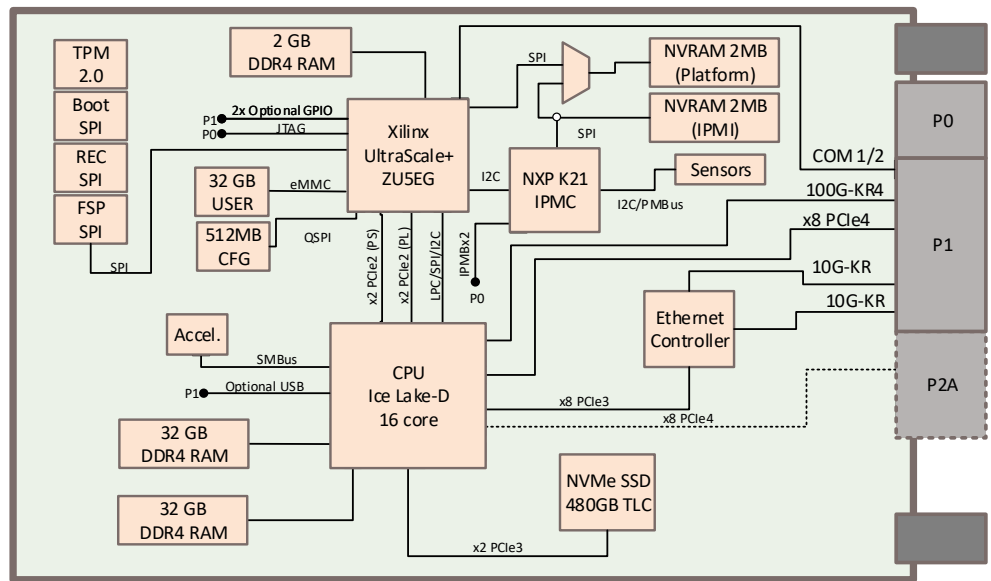 TPM
2.0
Boot
SPI
REC
SPI
FSP
SPI
SPI
2 GB
DDR4 RAM
P1
2x Optional GPIO
P0
JTAG
32 GB
USER
eMMC
512MB
CFG
QSPI
Xilinx
UltraScale+
ZU5EG
SPI
NVRAM 2MB
(Platform)
NVRAM 2MB
(IPMI)
SPI
I2C
NXP K21
IPMC
Sensors
I2C/PMBus
IPMBx2
P0
x2 PCIe2 (PS)
x2 PCIe2 (PL)
LPC/SPI/I2C
COM 1/2
100G-KR4
x8 PCIe4
10G-KR
10G-KR
P0
P1
P2A
Ethernet
Controller
Accel.
SMBus
P1
Optional USB
CPU
Ice Lake-D
16 core
x8 PCIe3
x8 PCIe4
32 GB
DDR4 RAM
32 GB
DDR4 RAM
NVMe SSD
480GB TLC
x2 PCIe3